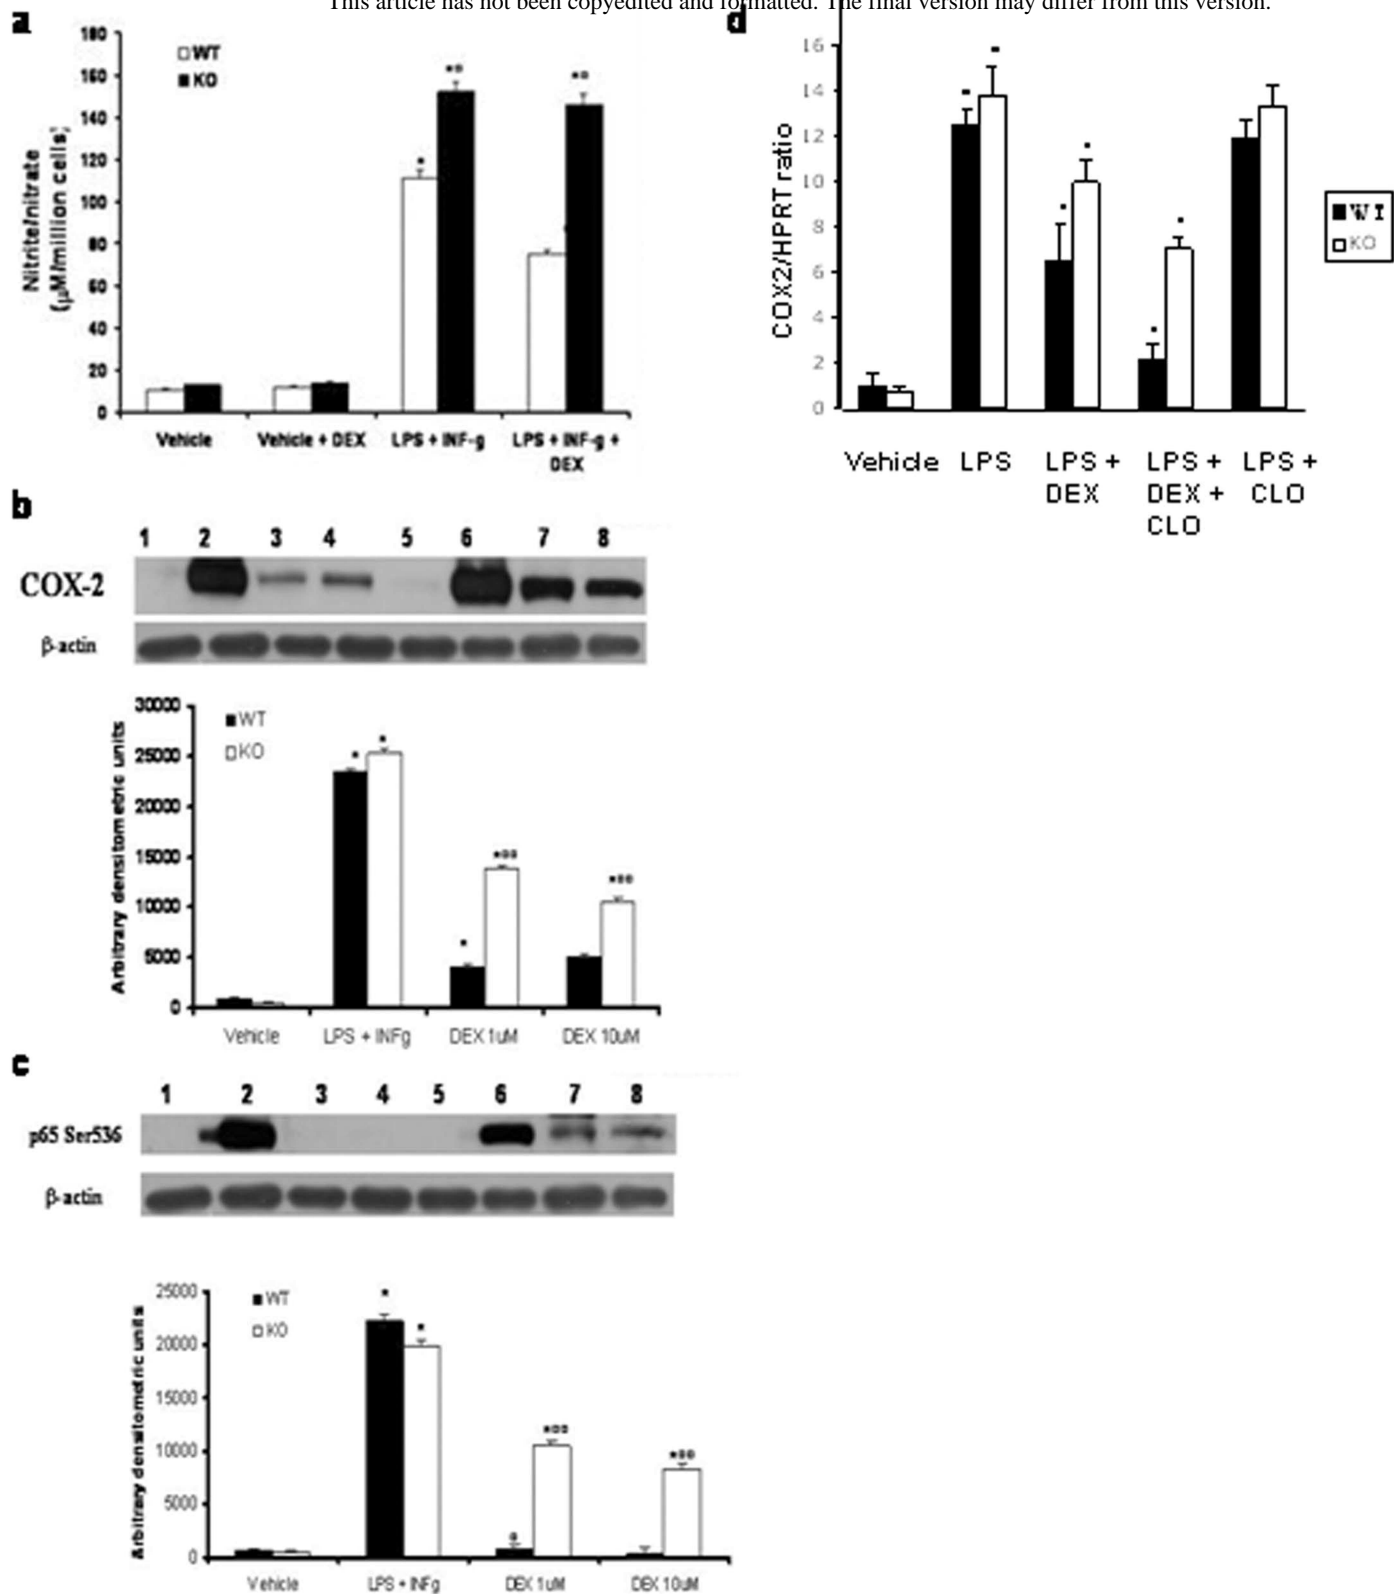 This article has not been copyedited and formatted. The final version may differ from this version.
a
180
160
140
120
100
80
60
40
20
0
WT
KO
Nitrite/nitrate
(µM/million cells)
Vehicle
Vehicle + DEX
LPS + INF-g
LPS + INF-g +
DEX
b
1 2 3 4 5 6 7 8
COX-2
β-actin
30000
25000
20000
15000
10000
5000
0
WT
KO
Arbitrary densitometric units
Vehicle
LPS + INFg
DEX 1uM
DEX 10uM
c
1 2 3 4 5 6 7 8
p65 Ser536
β-actin
25000
20000
15000
10000
5000
0
WT
KO
Arbitrary densitometric units
Vehicle
LPS + INFg
DEX 1uM
DEX 10uM
d
16
14
12
10
8
6
4
2
0
COX2/HPRT ratio
WT
KO
Vehicle
LPS
LPS +
DEX
LPS +
DEX +
CLO
LPS +
CLO